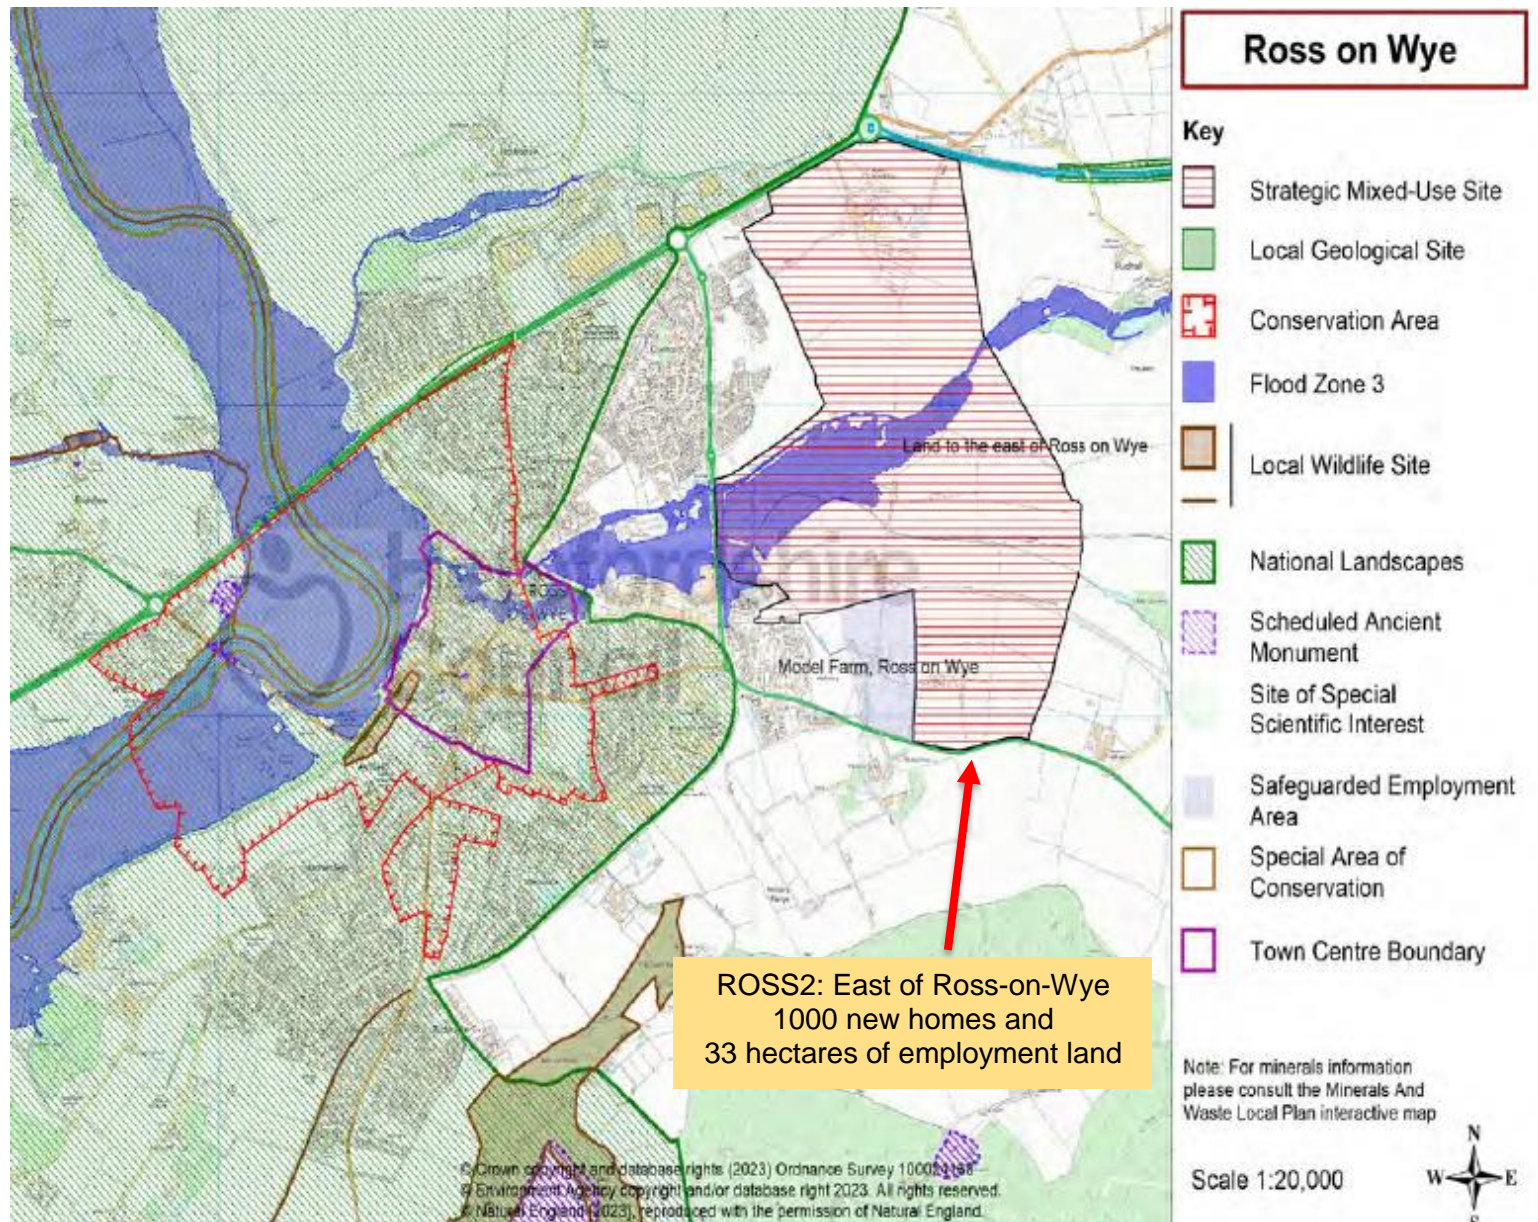 Ross on Wye
Key
Strategic Mixed-Use Site
Local Geological Site
Conservation Area
Flood Zone 3
Local Wildlife Site
National Landscapes
Scheduled Ancient
Monument
Site of Special
Scientific Interest
Safeguarded Employment
Area
Special Area of
Conservation
Town Centre Boundary
Note: For minerals information
please consult the Minerals And
Waste Local Plan interactive map
Scale 1:20,000
N
W
E
S
Land to the east of Ross on Wye
Model Farm, Ross on Wye
ROSS2: East of Ross-on-Wye
1000 new homes and
33 hectares of employment land
© Crown copyright and database rights (2023) Ordnance Survey
© Environment Agency copyright and/or database right 2023. All rights reserved.
© Natural England (2023), reproduced with the permission of Natural England.